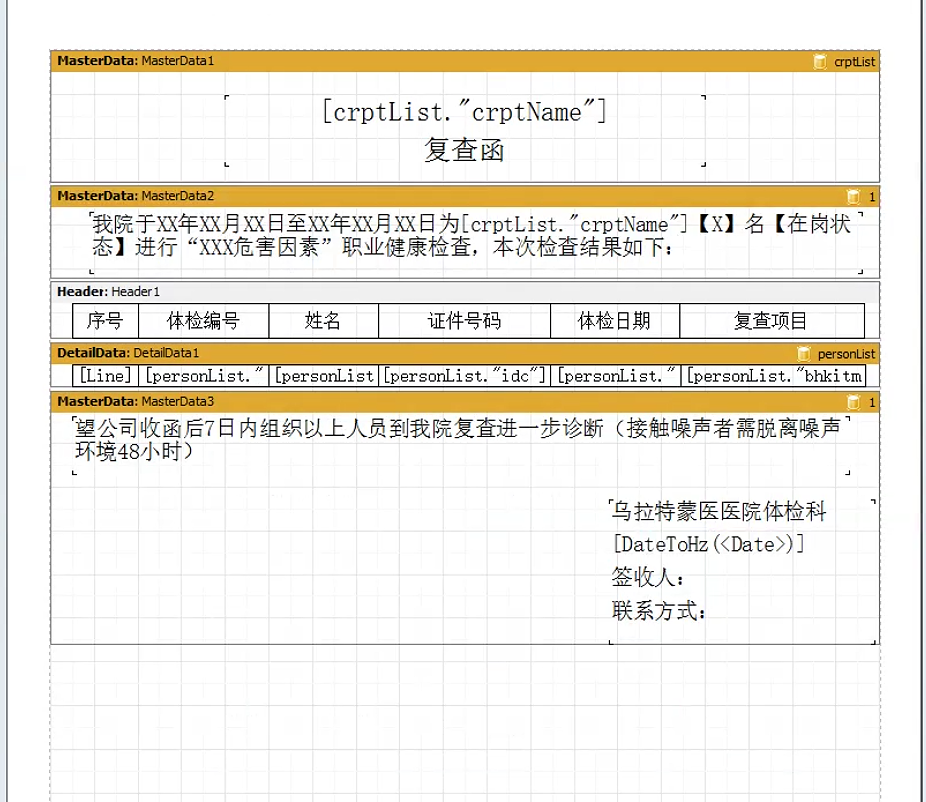 MasterData: MasterData1 crptList
[crptList."crptName"]
复查函
MasterData: MasterData2 1
我院于XX年XX月XX日至XX年XX月XX日为[crptList."crptName"]【X】名【在岗状
态】进行“XXX危害因素”职业健康检查，本次检查结果如下：
Header: Header1
序号 体检编号 姓名 证件号码 体检日期 复查项目
DetailData: DetailData1 personList
[Line] [personList." [personList [personList."idc"] [personList." [personList."bhkitm
MasterData: MasterData3 1
望公司收函后7日内组织以上人员到我院复查进一步诊断（接触噪声者需脱离噪声
环境48小时）
乌拉特蒙医医院体检科
[DateToHz(<Date>)]
签收人：
联系方式：